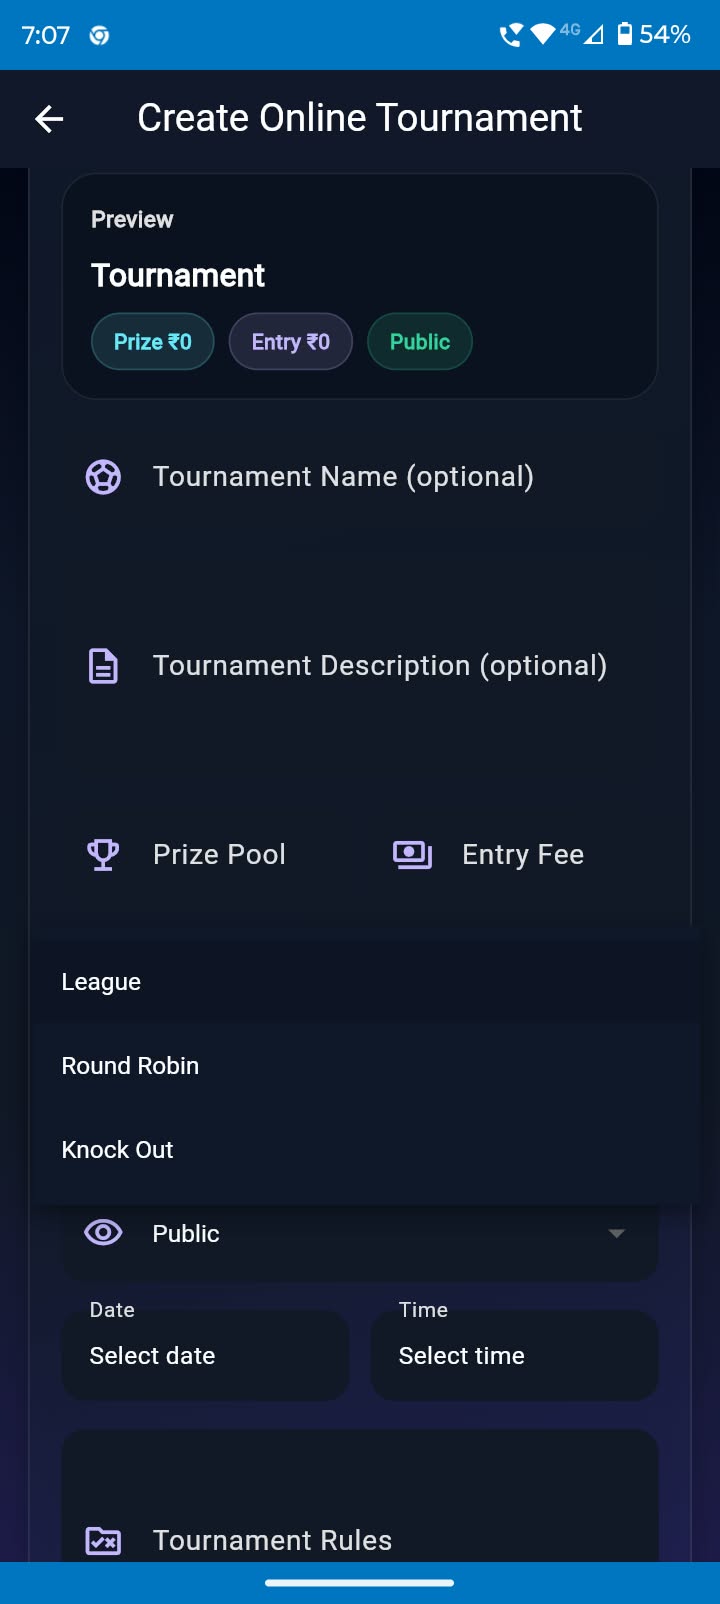 7:07
4G
54%
Create Online Tournament
Preview
Tournament
Prize ₹0
Entry ₹0
Public
Tournament Name (optional)
Tournament Description (optional)
Prize Pool
Entry Fee
League
Round Robin
Knock Out
Public
Date
Time
Select date
Select time
Tournament Rules